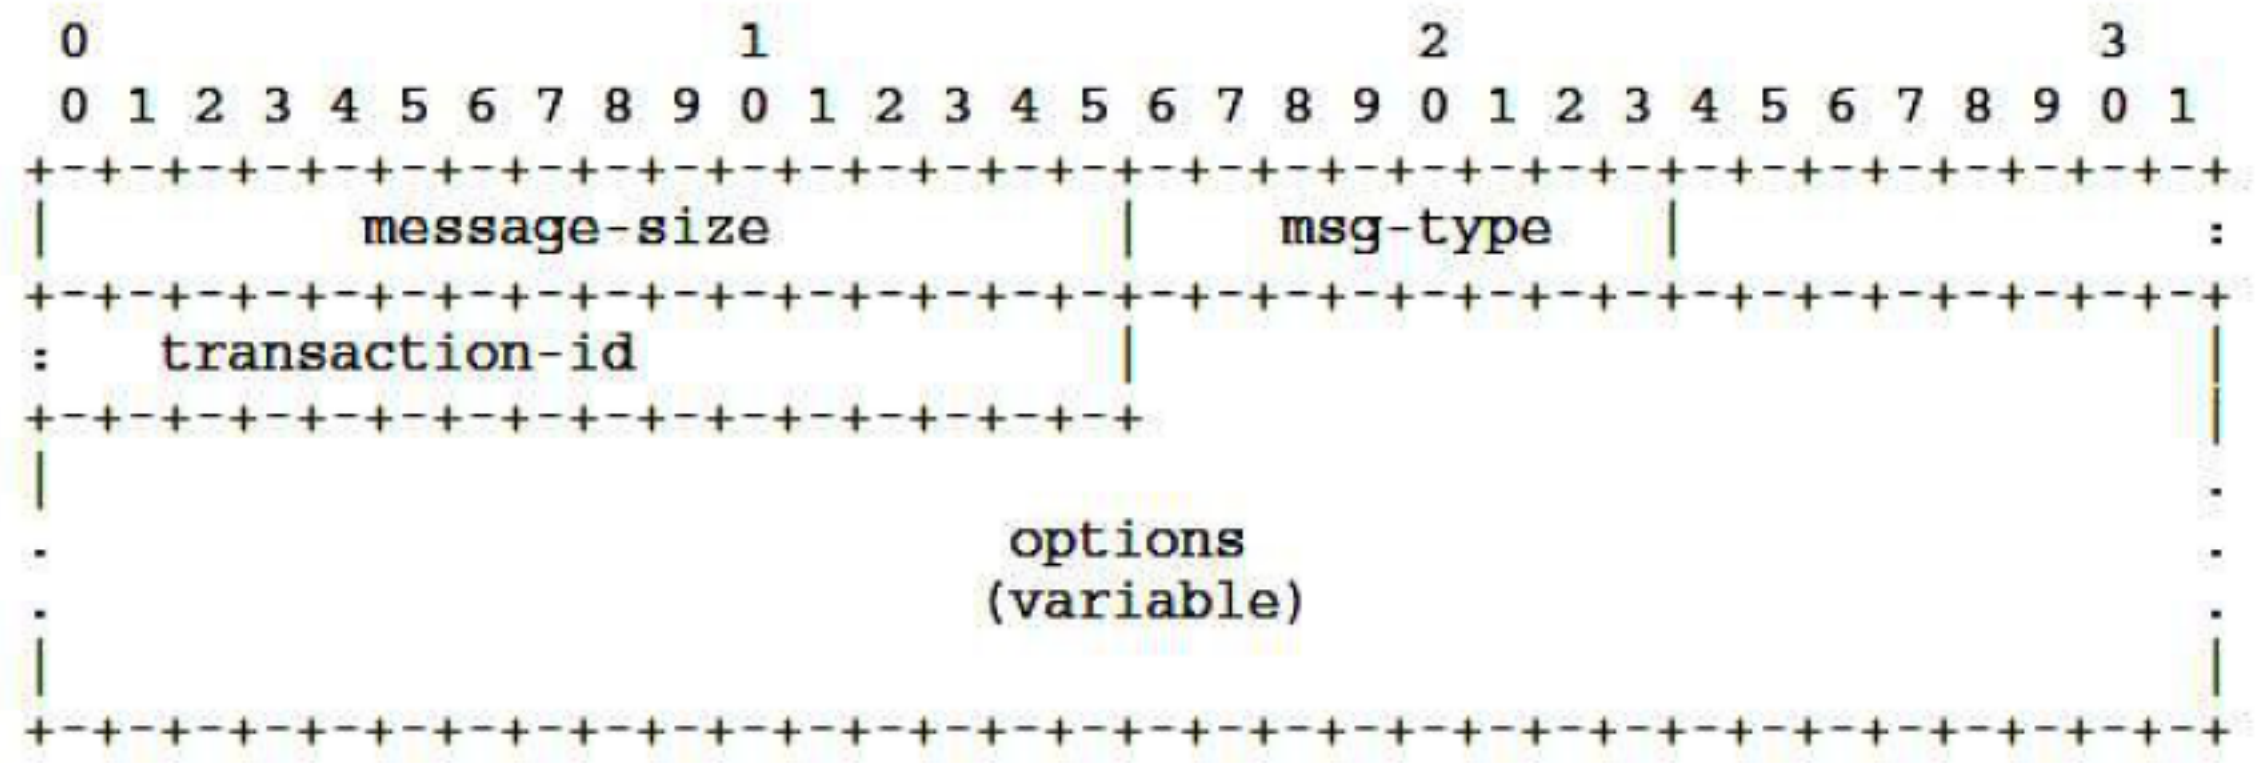 0                   1                   2                   3
0 1 2 3 4 5 6 7 8 9 0 1 2 3 4 5 6 7 8 9 0 1 2 3 4 5 6 7 8 9 0 1
+-+-+-+-+-+-+-+-+-+-+-+-+-+-+-+-+-+-+-+-+-+-+-+-+-+-+-+-+-+-+-+-+
|         message-size          |    msg-type   |               :
+-+-+-+-+-+-+-+-+-+-+-+-+-+-+-+-+-+-+-+-+-+-+-+-+-+-+-+-+-+-+-+-+
:   transaction-id              |                               |
+-+-+-+-+-+-+-+-+-+-+-+-+-+-+-+-+                               |
|                                                               .
.                            options                            .
.                           (variable)                          .
|                                                               |
+-+-+-+-+-+-+-+-+-+-+-+-+-+-+-+-+-+-+-+-+-+-+-+-+-+-+-+-+-+-+-+-+